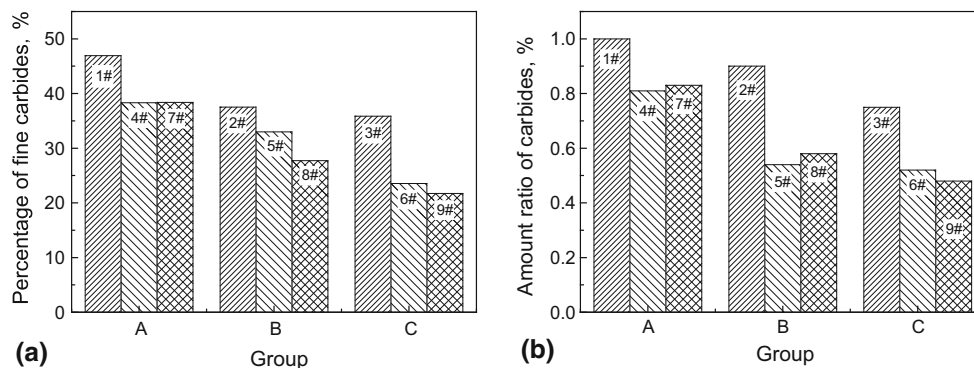 Percentage of fine carbides, %
50
40
30
20
10
0
1#
4#
7#
2#
5#
8#
3#
6#
9#
A
B
C
Group
(a)
Amount ratio of carbides, %
1.0
0.8
0.6
0.4
0.2
0.0
1#
4#
7#
2#
5#
8#
3#
6#
9#
A
B
C
Group
(b)